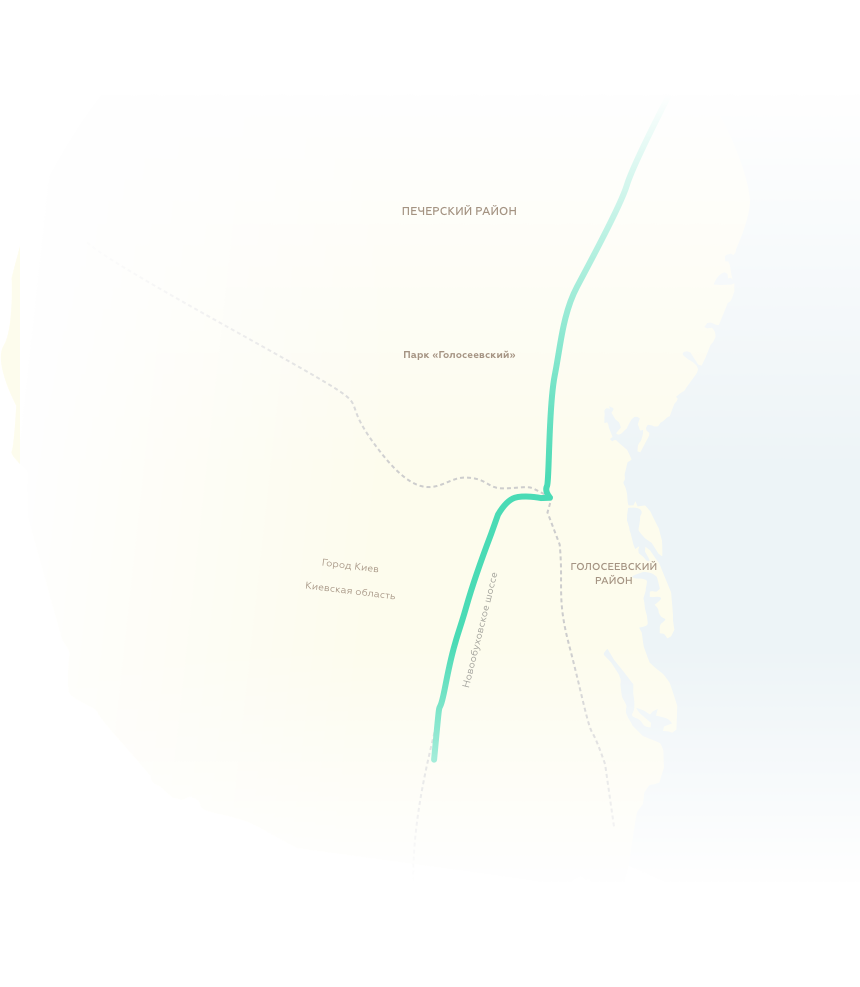 ПЕЧЕРСКИЙ РАЙОН
Парк «Голосеевский»
Город Киев
Киевская область
Новообуховское шоссе
ГОЛОСЕЕВСКИЙ
РАЙОН